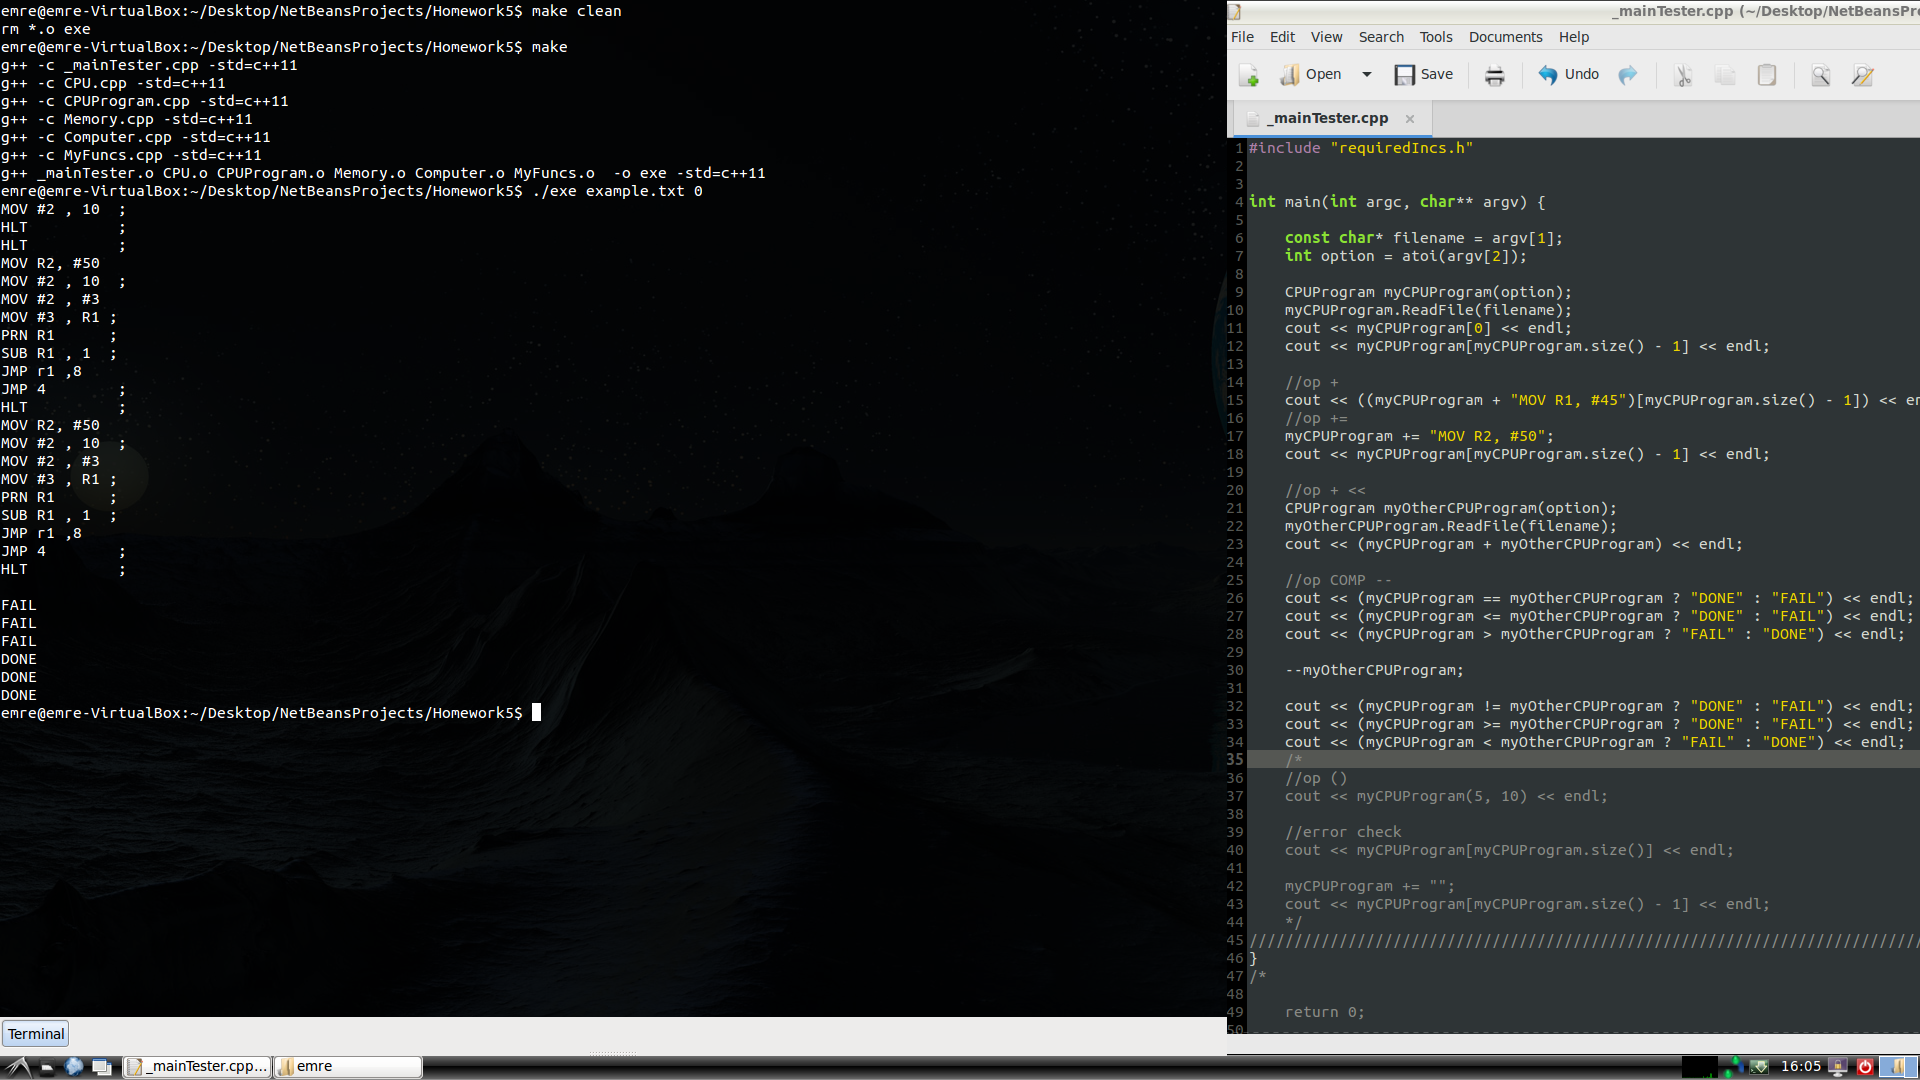 emre@emre-VirtualBox:~/Desktop/NetBeansProjects/Homework5$ make clean
rm *.o exe
emre@emre-VirtualBox:~/Desktop/NetBeansProjects/Homework5$ make
g++ -c _mainTester.cpp -std=c++11
g++ -c CPU.cpp -std=c++11
g++ -c CPUProgram.cpp -std=c++11
g++ -c Memory.cpp -std=c++11
g++ -c Computer.cpp -std=c++11
g++ -c MyFuncs.cpp -std=c++11
g++ _mainTester.o CPU.o CPUProgram.o Memory.o Computer.o MyFuncs.o  -o exe -std=c++11
emre@emre-VirtualBox:~/Desktop/NetBeansProjects/Homework5$ ./exe example.txt 0
MOV #2 , 10  ;
HLT          ;
HLT          ;
MOV R2, #50
MOV #2 , 10  ;
MOV #2 , #3
MOV #3 , R1 ;
PRN R1      ;
SUB R1 , 1  ;
JMP r1 ,8
JMP 4        ;
HLT          ;
MOV R2, #50
MOV #2 , 10  ;
MOV #2 , #3
MOV #3 , R1 ;
PRN R1      ;
SUB R1 , 1  ;
JMP r1 ,8
JMP 4        ;
HLT          ;
FAIL
FAIL
FAIL
DONE
DONE
DONE
emre@emre-VirtualBox:~/Desktop/NetBeansProjects/Homework5$
Terminal
_mainTester.cpp (~/Desktop/NetBeansPr
File Edit View Search Tools Documents Help
Open Save Undo
_mainTester.cpp
1 #include "requiredIncs.h"
2
3
4 int main(int argc, char** argv) {
5
6     const char* filename = argv[1];
7     int option = atoi(argv[2]);
8
9     CPUProgram myCPUProgram(option);
10     myCPUProgram.ReadFile(filename);
11     cout << myCPUProgram[0] << endl;
12     cout << myCPUProgram[myCPUProgram.size() - 1] << endl;
13
14     //op +
15     cout << ((myCPUProgram + "MOV R1, #45")[myCPUProgram.size() - 1]) << en
16     //op +=
17     myCPUProgram += "MOV R2, #50";
18     cout << myCPUProgram[myCPUProgram.size() - 1] << endl;
19
20     //op + <<
21     CPUProgram myOtherCPUProgram(option);
22     myOtherCPUProgram.ReadFile(filename);
23     cout << (myCPUProgram + myOtherCPUProgram) << endl;
24
25     //op COMP --
26     cout << (myCPUProgram == myOtherCPUProgram ? "DONE" : "FAIL") << endl;
27     cout << (myCPUProgram <= myOtherCPUProgram ? "DONE" : "FAIL") << endl;
28     cout << (myCPUProgram > myOtherCPUProgram ? "FAIL" : "DONE") << endl;
29
30     --myOtherCPUProgram;
31
32     cout << (myCPUProgram != myOtherCPUProgram ? "DONE" : "FAIL") << endl;
33     cout << (myCPUProgram >= myOtherCPUProgram ? "DONE" : "FAIL") << endl;
34     cout << (myCPUProgram < myOtherCPUProgram ? "FAIL" : "DONE") << endl;
35     /*
36     //op ()
37     cout << myCPUProgram(5, 10) << endl;
38
39     //error check
40     cout << myCPUProgram[myCPUProgram.size()] << endl;
41
42     myCPUProgram += "";
43     cout << myCPUProgram[myCPUProgram.size() - 1] << endl;
44     */
45 //////////////////////////////////////////////////////////////////////////
46 }
47 /*
48
49     return 0;
50
_mainTester.cpp... emre 16:05